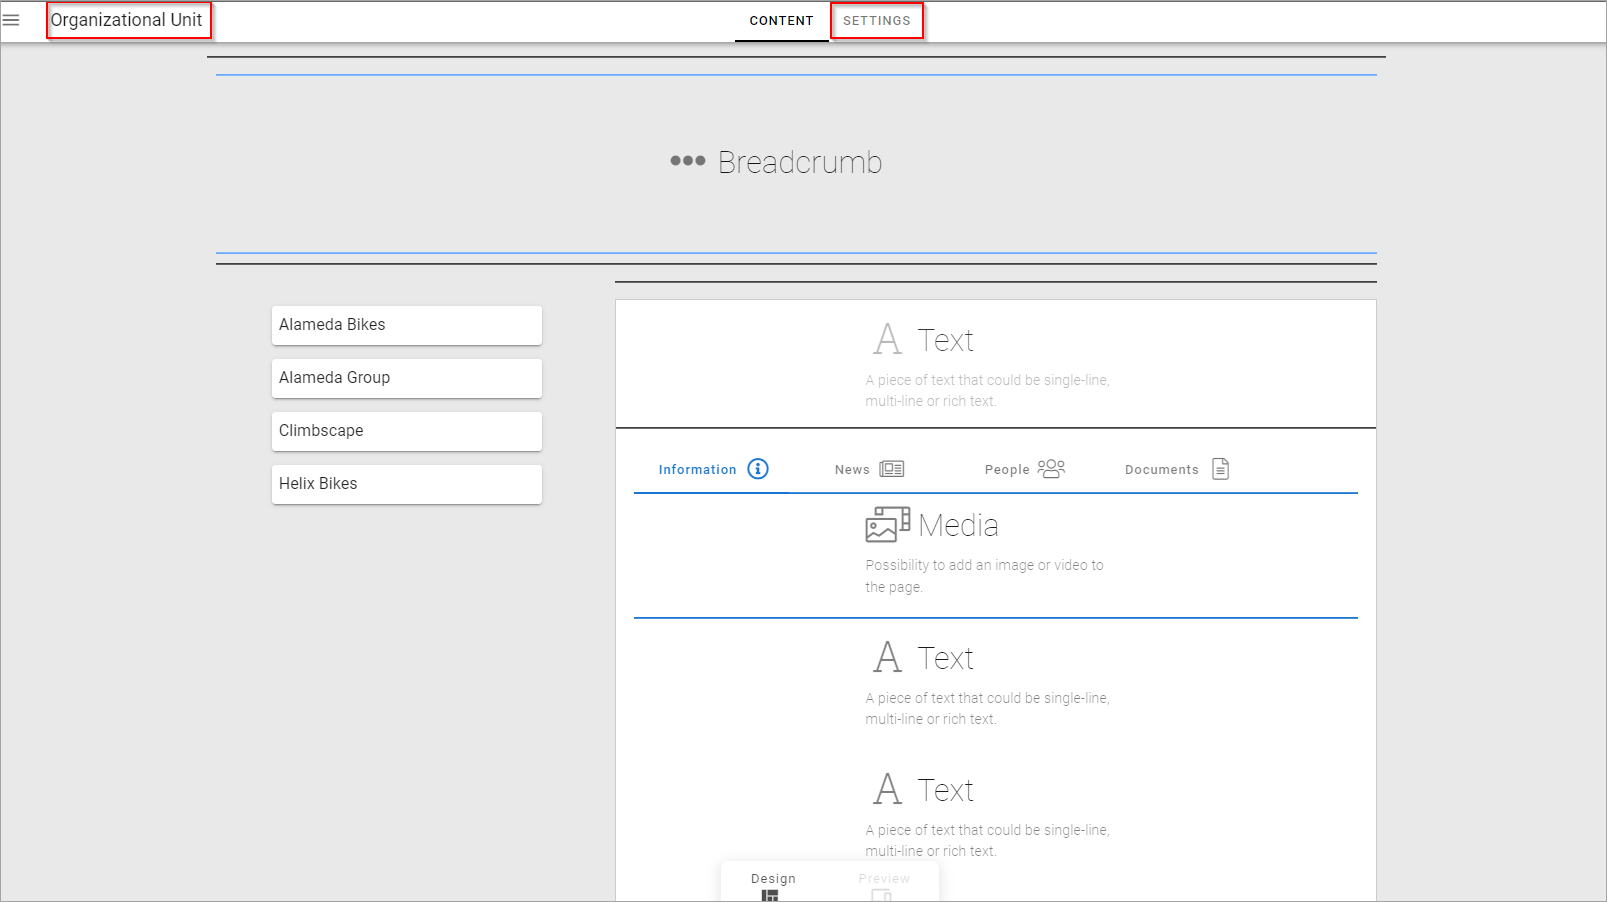 Organizational Unit
CONTENT
SETTINGS
Breadcrumb
Alameda Bikes
Alameda Group
Climbscape
Helix Bikes
Text
A piece of text that could be single-line,
multi-line or rich text.
Information
News
People
Documents
Media
Possibility to add an image or video to
the page.
Text
A piece of text that could be single-line,
multi-line or rich text.
Text
A piece of text that could be single-line,
multi-line or rich text.
Design
Preview